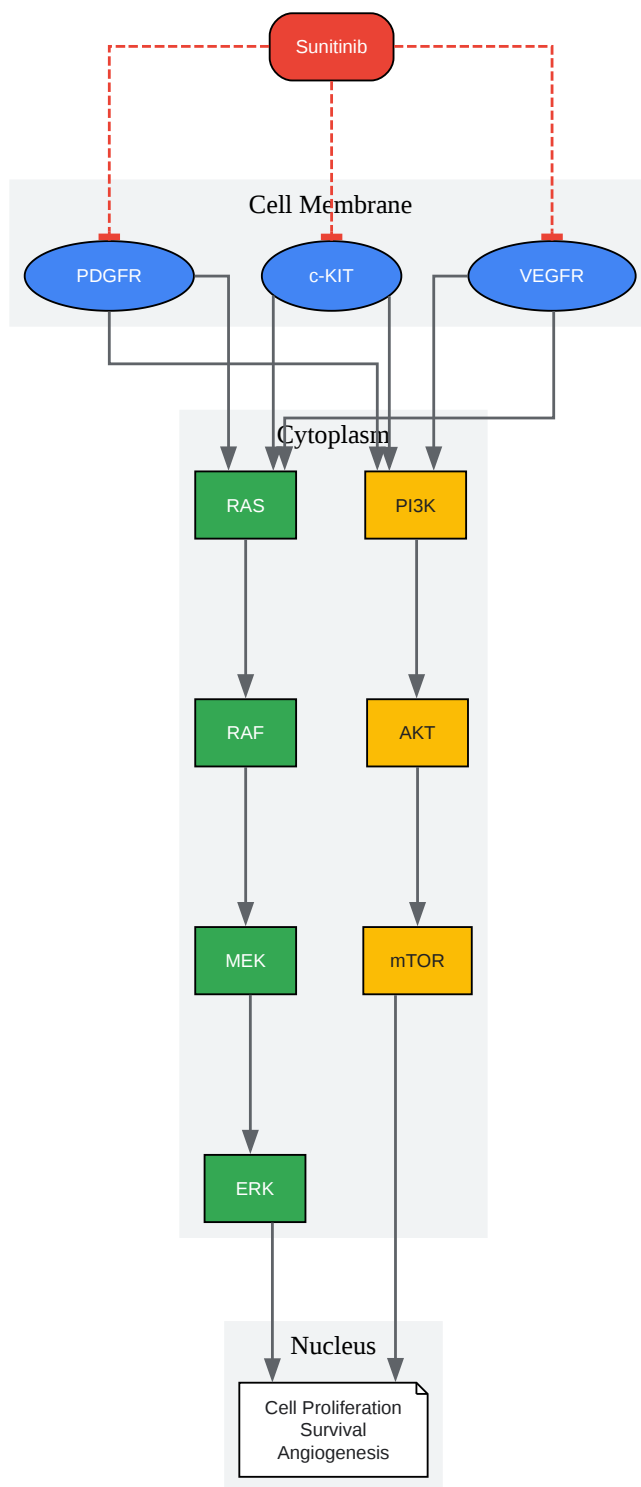 Sunitinib
Cell Membrane
PDGFR
c-KIT
VEGFR
Cytoplasm
RAS
PI3K
RAF
AKT
MEK
mTOR
ERK
Nucleus
Cell Proliferation
Survival
Angiogenesis